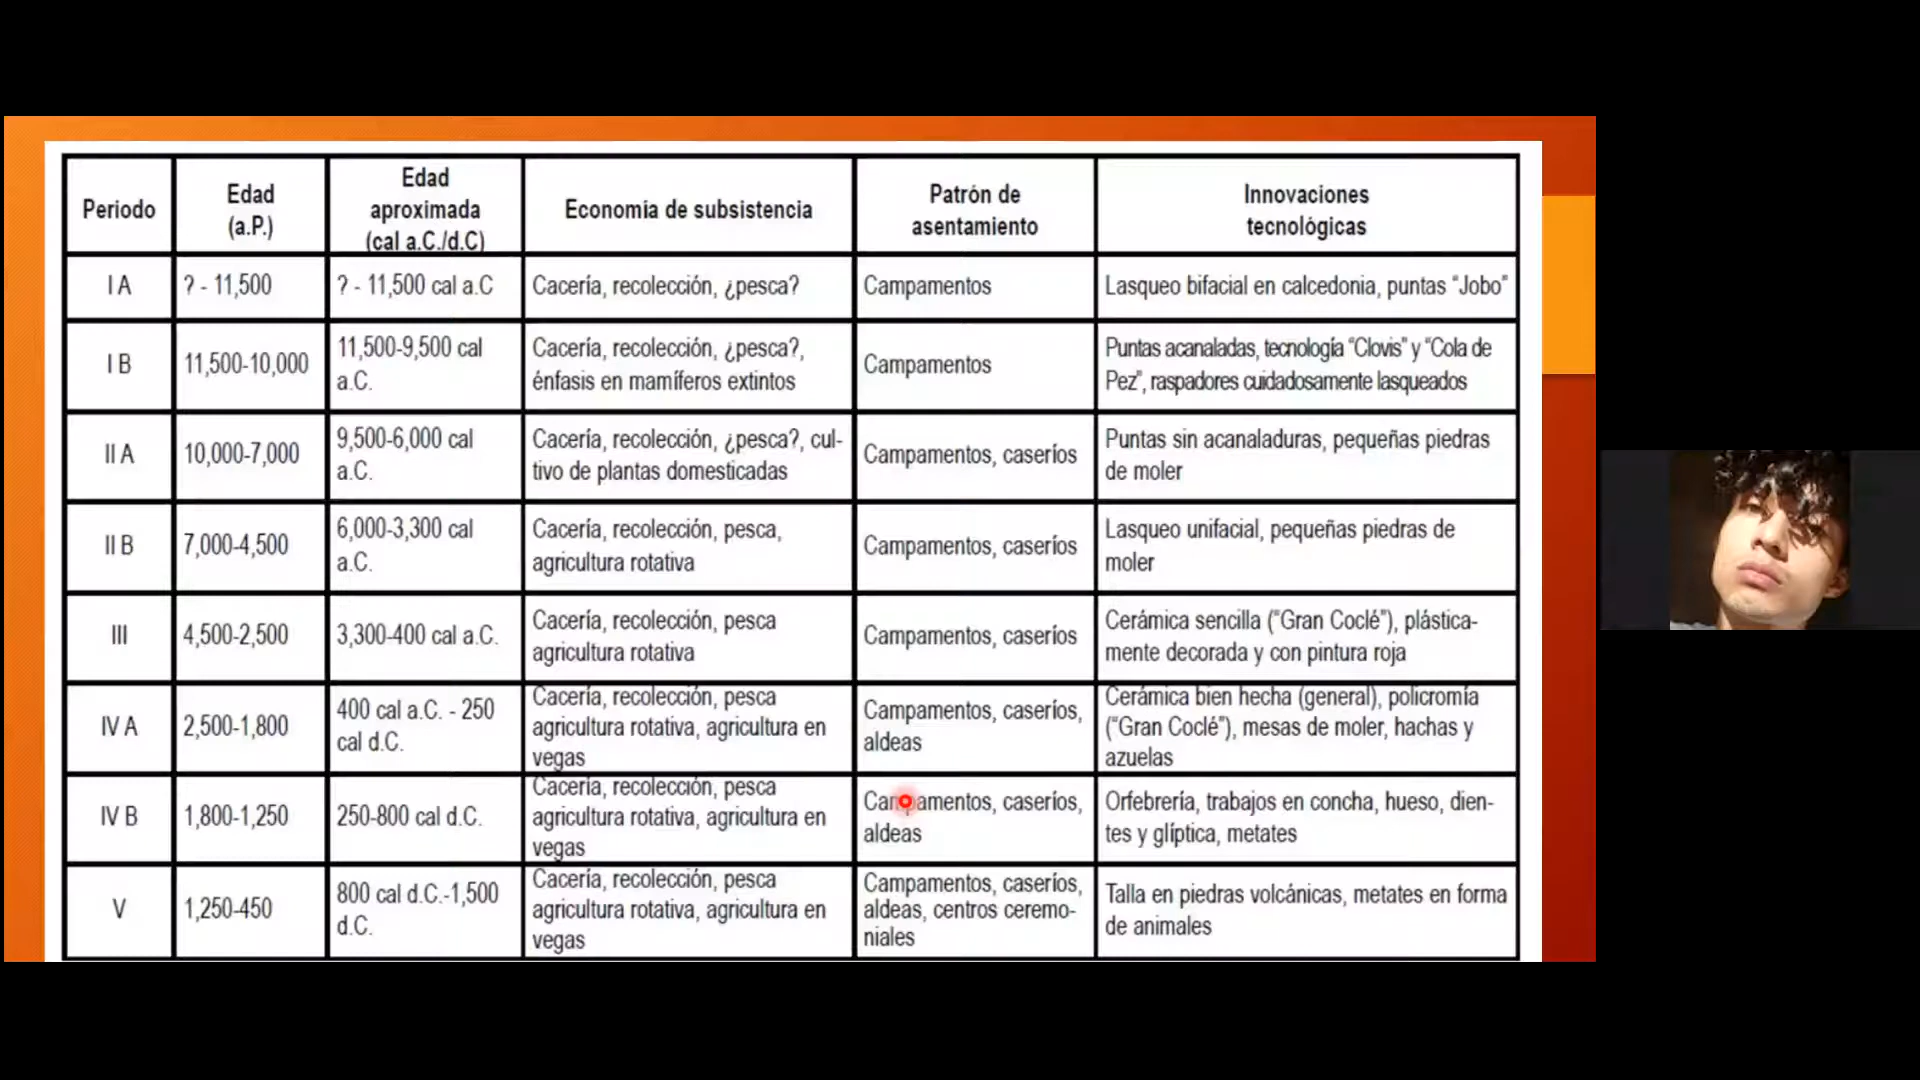 Periodo
Edad
(a.P.)
Edad
aproximada
(cal a.C./d.C)
Economía de subsistencia
Patrón de
asentamiento
Innovaciones
tecnológicas
I A
? - 11,500
? - 11,500 cal a.C
Cacería, recolección, ¿pesca?
Campamentos
Lasqueo bifacial en calcedonia, puntas “Jobo”
I B
11,500-10,000
11,500-9,500 cal
a.C.
Cacería, recolección, ¿pesca?,
énfasis en mamíferos extintos
Campamentos
Puntas acanaladas, tecnología “Clovis” y “Cola de
Pez”, raspadores cuidadosamente lasqueados
II A
10,000-7,000
9,500-6,000 cal
a.C.
Cacería, recolección, ¿pesca?, cul-
tivo de plantas domesticadas
Campamentos, caseríos
Puntas sin acanaladuras, pequeñas piedras
de moler
II B
7,000-4,500
6,000-3,300 cal
a.C.
Cacería, recolección, pesca,
agricultura rotativa
Campamentos, caseríos
Lasqueo unifacial, pequeñas piedras de
moler
III
4,500-2,500
3,300-400 cal a.C.
Cacería, recolección, pesca
agricultura rotativa
Campamentos, caseríos
Cerámica sencilla (“Gran Coclé”), plástica-
mente decorada y con pintura roja
IV A
2,500-1,800
400 cal a.C. - 250
cal d.C.
Cacería, recolección, pesca
agricultura rotativa, agricultura en
vegas
Campamentos, caseríos,
aldeas
Cerámica bien hecha (general), policromía
(“Gran Coclé”), mesas de moler, hachas y
azuelas
IV B
1,800-1,250
250-800 cal d.C.
Cacería, recolección, pesca
agricultura rotativa, agricultura en
vegas
Campamentos, caseríos,
aldeas
Orfebrería, trabajos en concha, hueso, dien-
tes y glíptica, metates
V
1,250-450
800 cal d.C.-1,500
d.C.
Cacería, recolección, pesca
agricultura rotativa, agricultura en
vegas
Campamentos, caseríos,
aldeas, centros ceremo-
niales
Talla en piedras volcánicas, metates en forma
de animales